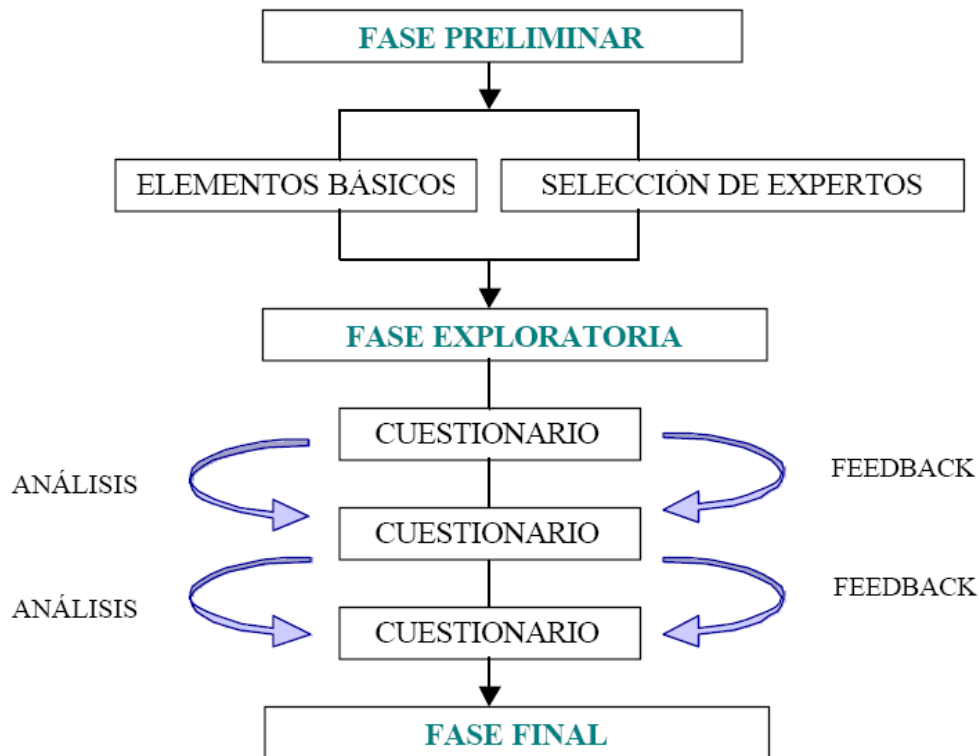 FASE PRELIMINAR
ELEMENTOS BÁSICOS
SELECCIÓN DE EXPERTOS
FASE EXPLORATORIA
CUESTIONARIO
ANÁLISIS
FEEDBACK
CUESTIONARIO
ANÁLISIS
FEEDBACK
CUESTIONARIO
FASE FINAL